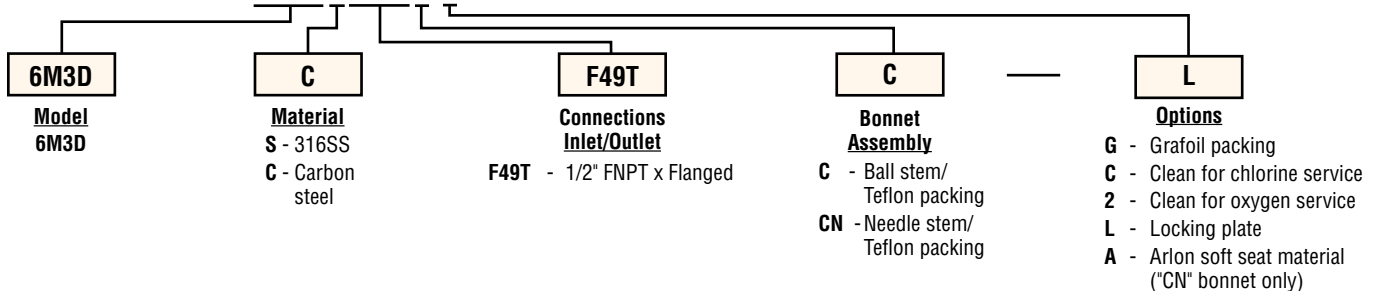 6M3D
Model
6M3D
C
Material
S - 316SS
C - Carbon
steel
F49T
Connections
Inlet/Outlet
F49T - 1/2" FNPT x Flanged
C
Bonnet
Assembly
C - Ball stem/
Teflon packing
CN - Needle stem/
Teflon packing
L
Options
G - Grafoil packing
C - Clean for chlorine service
2 - Clean for oxygen service
L - Locking plate
A - Arlon soft seat material
("CN" bonnet only)